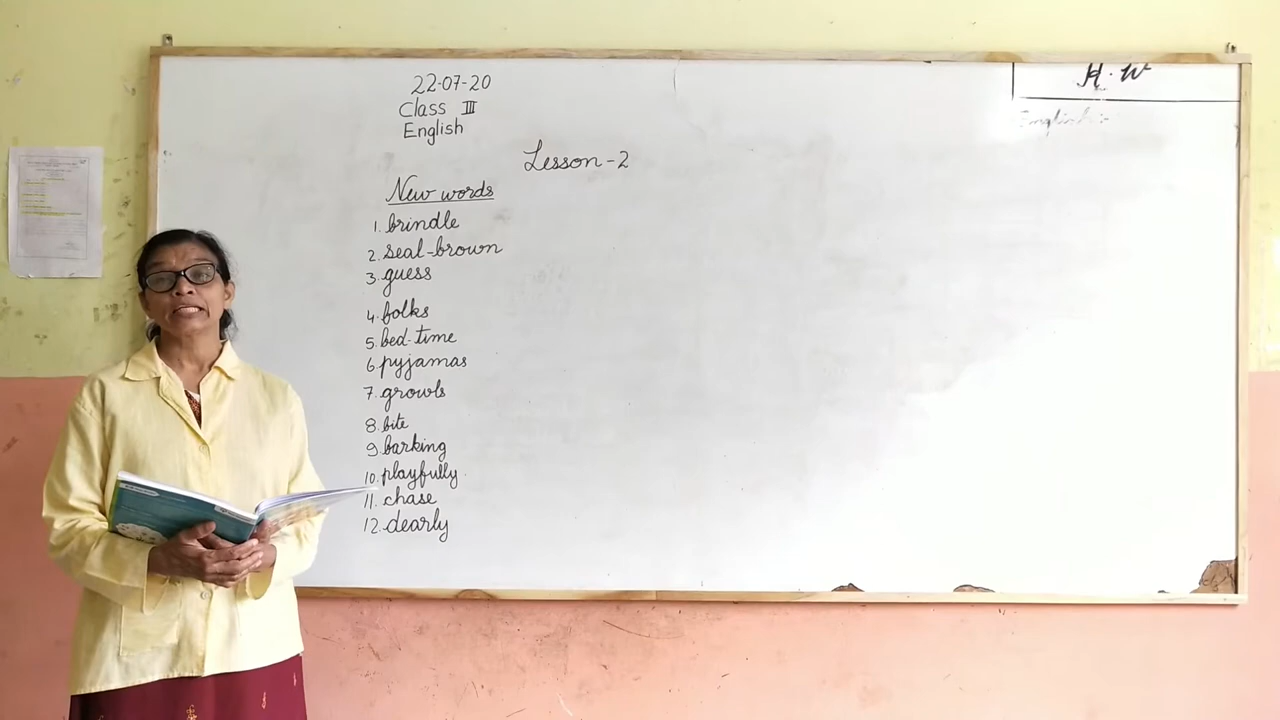 22-07-20
Class III
English
Lesson-2
New words
1. brindle
2. seal-brown
3. guess
4. folks
5. bed-time
6. pyjamas
7. growls
8. bite
9. barking
10. playfully
11. chase
12. dearly
H.W
English:-